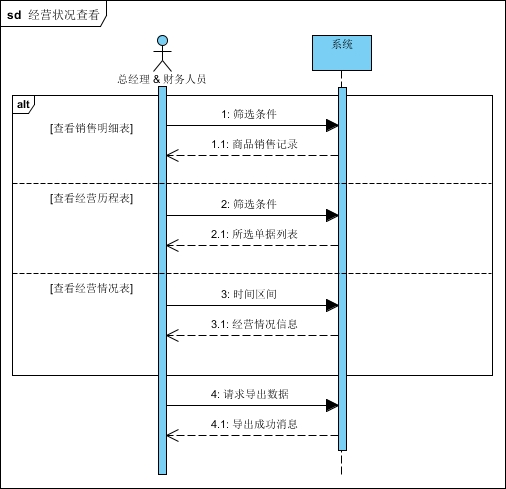 sd 经营状况查看
系统
总经理 & 财务人员
alt
[查看销售明细表]
1: 筛选条件
1.1: 商品销售记录
[查看经营历程表]
2: 筛选条件
2.1: 所选单据列表
[查看经营情况表]
3: 时间区间
3.1: 经营情况信息
4: 请求导出数据
4.1: 导出成功消息